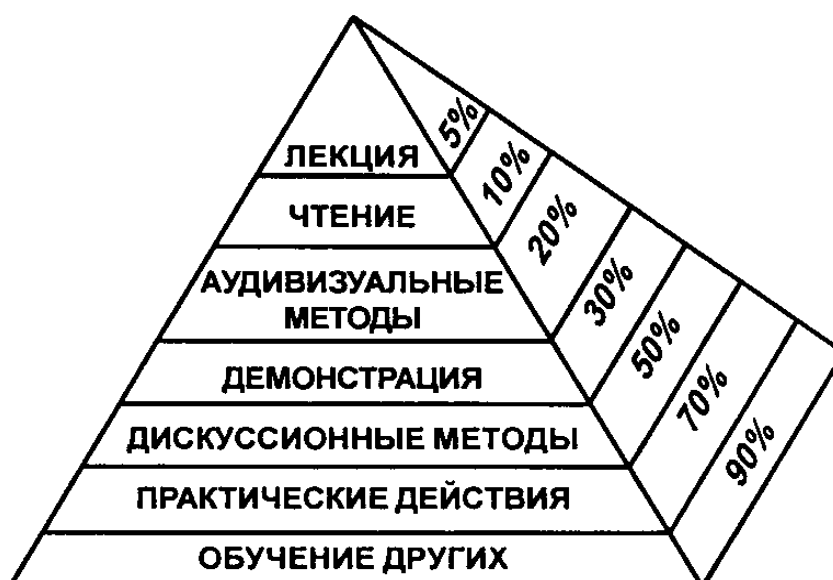 ЛЕКЦИЯ
5%
ЧТЕНИЕ
10%
АУДИВИЗУАЛЬНЫЕ
МЕТОДЫ
20%
ДЕМОНСТРАЦИЯ
30%
ДИСКУССИОННЫЕ МЕТОДЫ
50%
ПРАКТИЧЕСКИЕ ДЕЙСТВИЯ
70%
ОБУЧЕНИЕ ДРУГИХ
90%